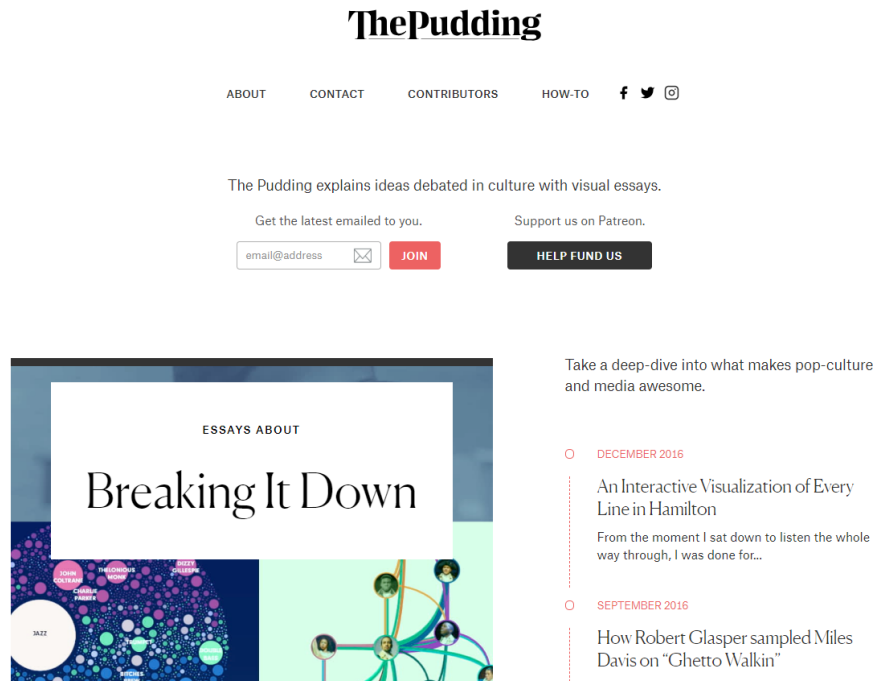 ThePudding
ABOUT CONTACT CONTRIBUTORS HOW-TO
The Pudding explains ideas debated in culture with visual essays.
Get the latest emailed to you.
email@address JOIN
Support us on Patreon.
HELP FUND US
ESSAYS ABOUT
Breaking It Down
JOHN
COLTRANE
THELONIOUS
MONK
DIZZY
GILLESPIE
CHARLIE
PARKER
JAZZ
BITCHES
Take a deep-dive into what makes pop-culture
and media awesome.
DECEMBER 2016
An Interactive Visualization of Every
Line in Hamilton
From the moment I sat down to listen the whole
way through, I was done for...
SEPTEMBER 2016
How Robert Glasper sampled Miles
Davis on “Ghetto Walkin”